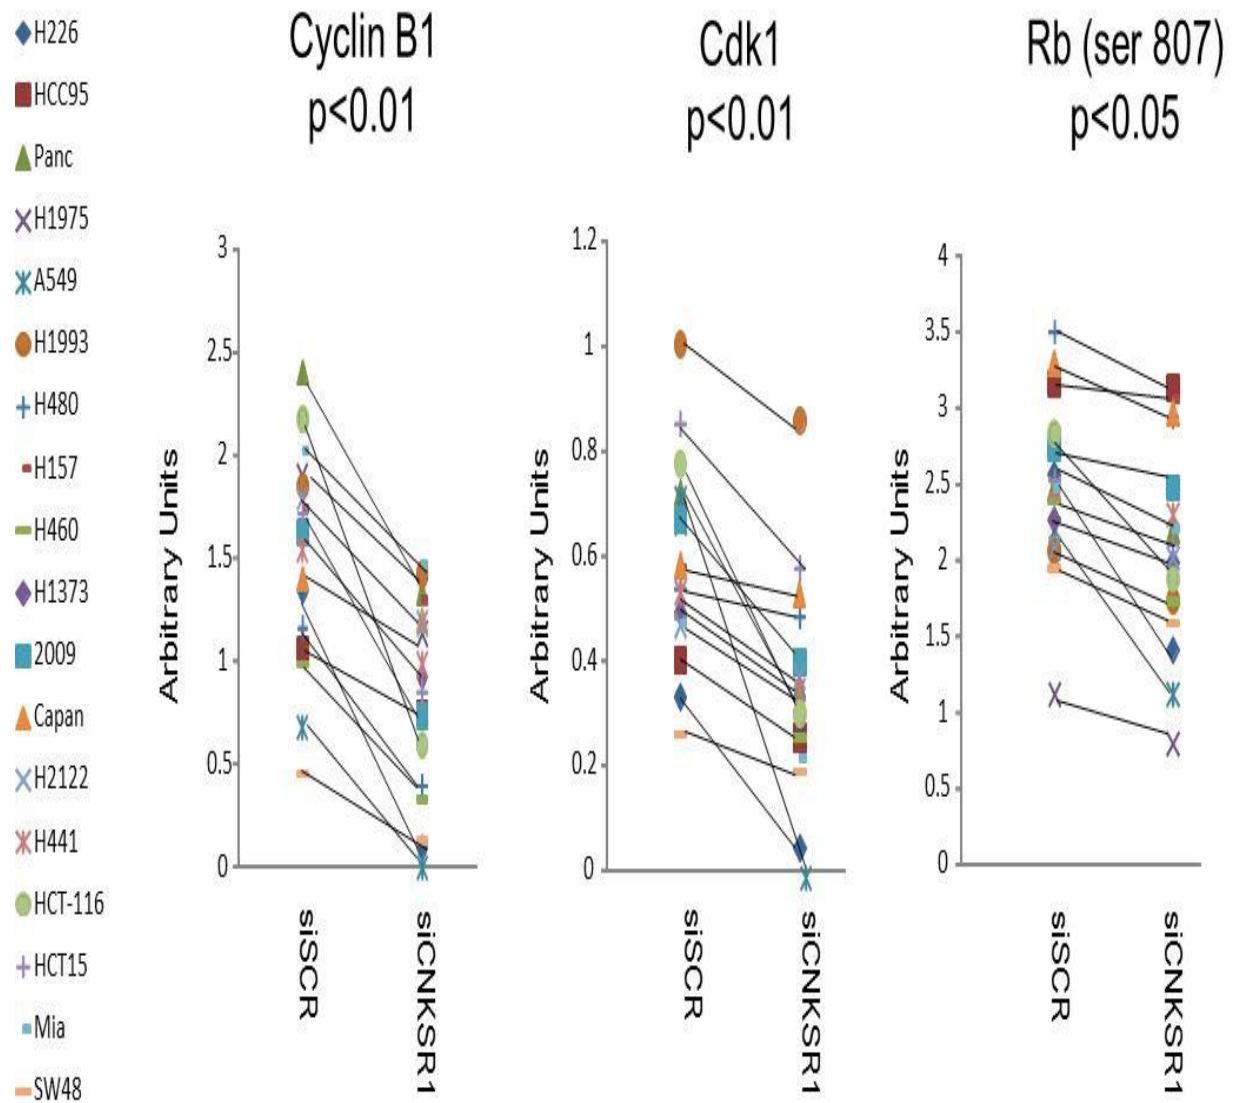 H226
HCC95
Panc
H1975
A549
H1993
H480
H157
H460
H1373
2009
Capan
H2122
H441
HCT-116
HCT15
Mia
SW48
Cyclin B1
p<0.01
Arbitrary Units
3
2.5
2
1.5
1
0.5
0
siSCR
siCNKSR1
Cdk1
p<0.01
Arbitrary Units
1.2
1
0.8
0.6
0.4
0.2
0
siSCR
siCNKSR1
Rb (ser 807)
p<0.05
Arbitrary Units
4
3.5
3
2.5
2
1.5
1
0.5
0
siSCR
siCNKSR1